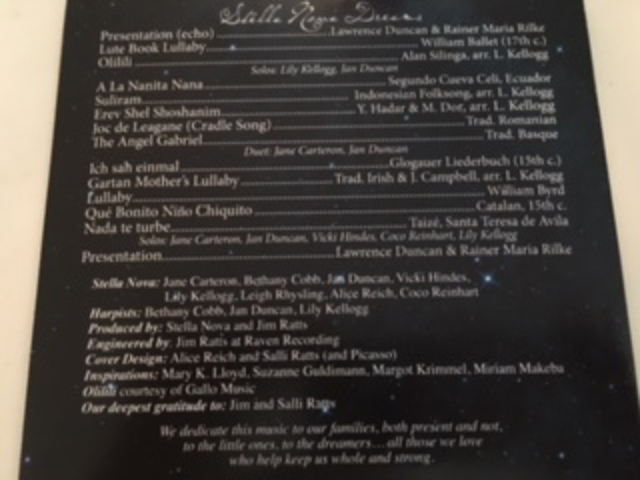 Stella Nova Dreams
Presentation (echo) Lawrence Duncan & Rainer Maria Rilke
Lute Book Lullaby William Ballet (17th c.)
Olilili Alan Silinga, arr. L. Kellogg
Solos: Lily Kellogg, Jan Duncan
A La Nanita Nana Segundo Cueva Celi, Ecuador
Suliram Indonesian Folksong, arr. L. Kellogg
Erev Shel Shoshanim Y. Hadar & M. Dor, arr. L. Kellogg
Joc de Leagane (Cradle Song) Trad. Romanian
The Angel Gabriel Trad. Basque
Duet: Jane Carteron, Jan Duncan
Ich sah einmal Glogauer Liederbuch (15th c.)
Gartan Mother's Lullaby Trad. Irish & J. Campbell, arr. L. Kellogg
Lullaby William Byrd
Qué Bonito Niño Chiquito Catalan, 15th c.
Nada te turbe Taizé, Santa Teresa de Avila
Solos: Jane Carteron, Jan Duncan, Vicki Hindes, Coco Reinhart, Lily Kellogg
Presentation Lawrence Duncan & Rainer Maria Rilke
Stella Nova: Jane Carteron, Bethany Cobb, Jan Duncan, Vicki Hindes,
Lily Kellogg, Leigh Rhysling, Alice Reich, Coco Reinhart
Harpists: Bethany Cobb, Jan Duncan, Lily Kellogg
Produced by: Stella Nova and Jim Ratts
Engineered by: Jim Ratts at Raven Recording
Cover Design: Alice Reich and Salli Ratts (and Picasso)
Inspirations: Mary K. Lloyd, Suzanne Guldimann, Margot Krimmel, Miriam Makeba
Olilili courtesy of Gallo Music
Our deepest gratitude to: Jim and Salli Ratts
We dedicate this music to our families, both present and not,
to the little ones, to the dreamers... all those we love
who help keep us whole and strong.